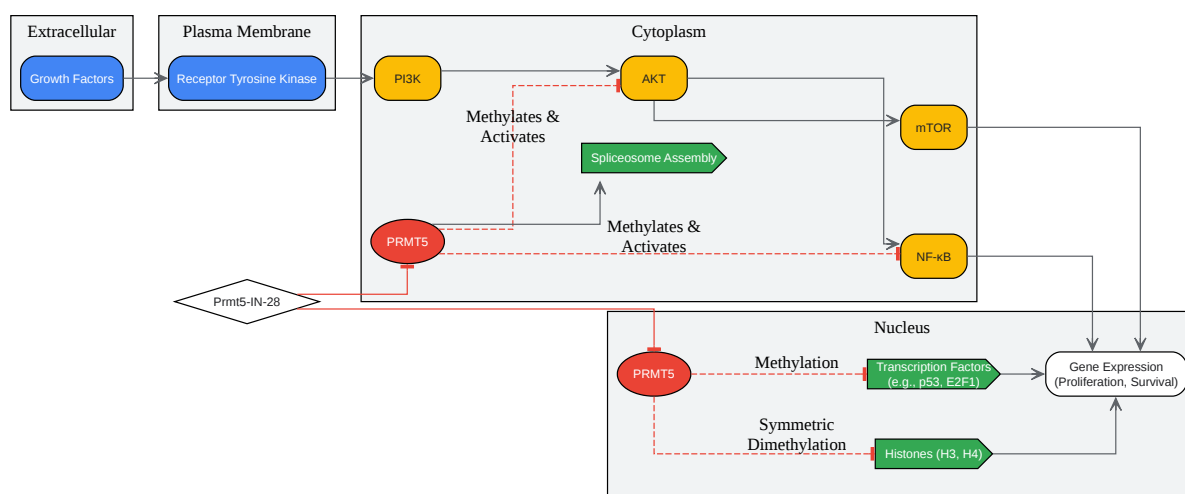 Extracellular
Plasma Membrane
Cytoplasm
Growth Factors
Receptor Tyrosine Kinase
PI3K
AKT
Methylates &
Activates
mTOR
Spliceosome Assembly
PRMT5
Methylates &
Activates
NF-κB
Prmt5-IN-28
Nucleus
PRMT5
Methylation
Transcription Factors
(e.g., p53, E2F1)
Gene Expression
(Proliferation, Survival)
Symmetric
Dimethylation
Histones (H3, H4)